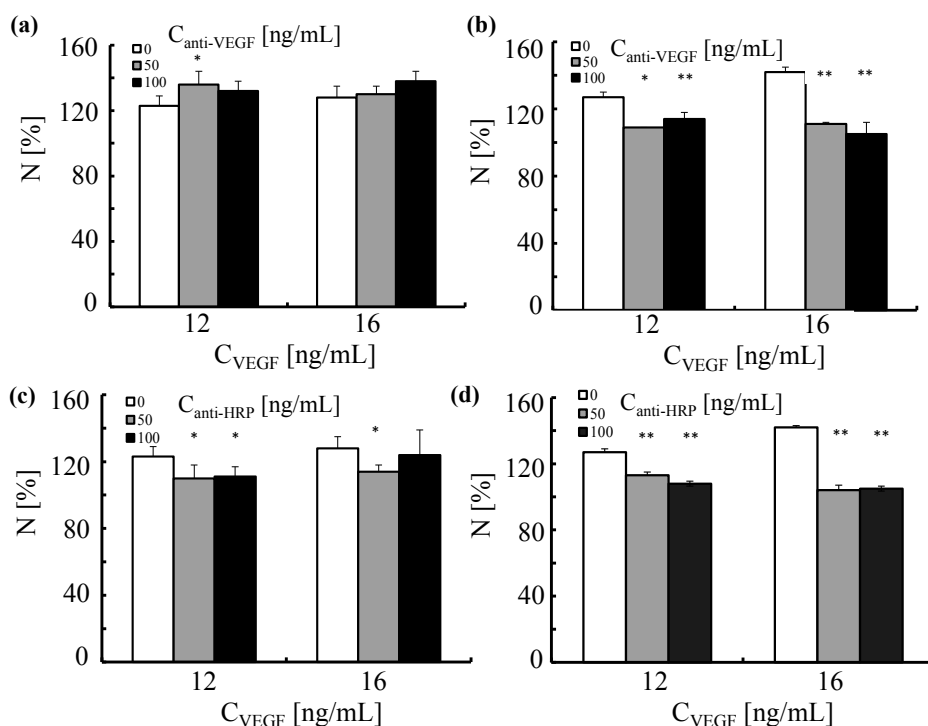 (a)
C_anti-VEGF [ng/mL]
0
50
100
*
160
120
80
40
0
N [%]
12 16
C_VEGF [ng/mL]
(b)
C_anti-VEGF [ng/mL]
0
50
100
* ** ** **
160
120
80
40
0
N [%]
12 16
C_VEGF [ng/mL]
(c)
C_anti-HRP [ng/mL]
0
50
100
* * *
160
120
80
40
0
N [%]
12 16
C_VEGF [ng/mL]
(d)
C_anti-HRP [ng/mL]
0
50
100
** ** ** **
160
120
80
40
0
N [%]
12 16
C_VEGF [ng/mL]